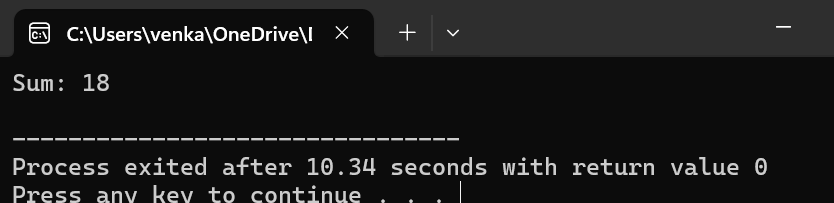 C:\Users\venka\OneDrive\I
Sum: 18
--------------------------------
Process exited after 10.34 seconds with return value 0
Press any key to continue . . .